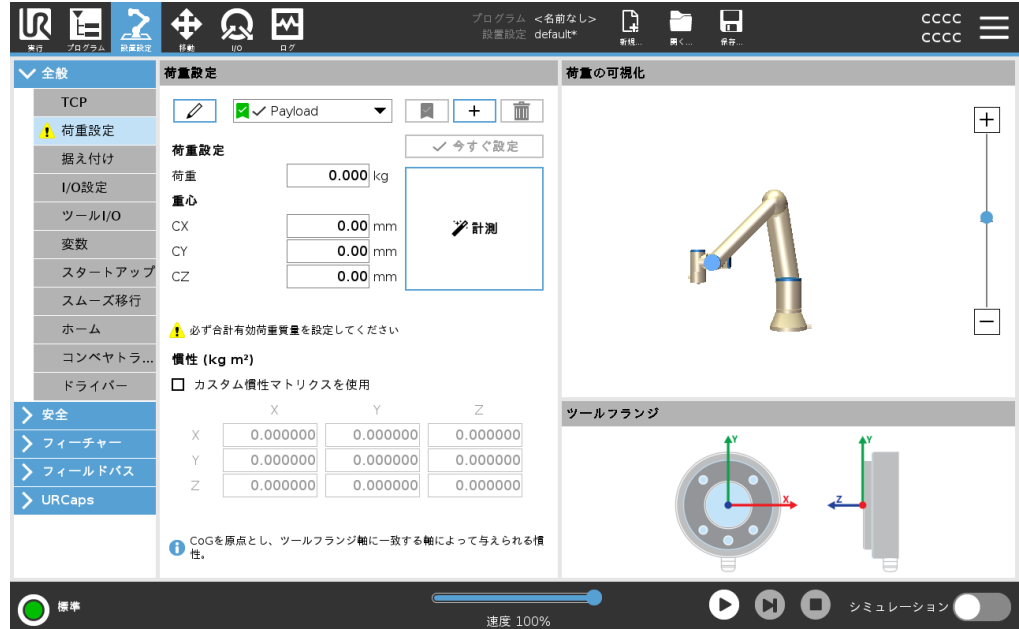 UR
実行
プログラム
設置設定
移動
I/O
ログ
プログラム <名前なし>
設置設定 default*
新規...
開く...
保存...
CCCC
CCCC
全般
TCP
荷重設定
据え付け
I/O設定
ツールI/O
変数
スタートアップ
スムーズ移行
ホーム
コンベヤトラ...
ドライバー
安全
フィーチャー
フィールドバス
URCaps
荷重設定
Payload
荷重設定
今すぐ設定
荷重 0.000 kg
重心
CX 0.00 mm
CY 0.00 mm
CZ 0.00 mm
計測
必ず合計有効荷重質量を設定してください
慣性 (kg m²)
カスタム慣性マトリクスを使用
X Y Z
X 0.000000 0.000000 0.000000
Y 0.000000 0.000000 0.000000
Z 0.000000 0.000000 0.000000
CoGを原点とし、ツールフランジ軸に一致する軸によって与えられる慣
性。
荷重の可視化
ツールフランジ
Y
X
Y
Z
標準
速度 100%
シミュレーション